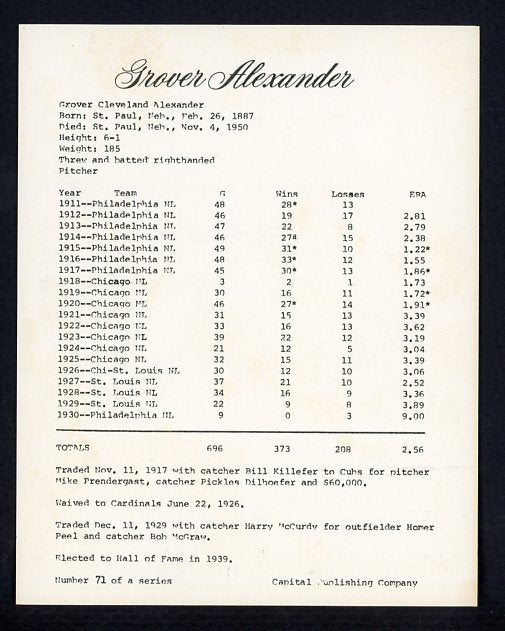 Grover Alexander
Grover Cleveland Alexander
Born: St. Paul, Neb., Feb. 26, 1887
Died: St. Paul, Neb., Nov. 4, 1950
Height: 6-1
Weight: 185
Threw and batted righthanded
Pitcher
Year Team G Wins Losses ERA
1911--Philadelphia NL 48 28* 13
1912--Philadelphia NL 46 19 17 2.81
1913--Philadelphia NL 47 22 8 2.79
1914--Philadelphia NL 46 27# 15 2.38
1915--Philadelphia NL 49 31* 10 1.22*
1916--Philadelphia NL 48 33* 12 1.55
1917--Philadelphia NL 45 30* 13 1.86*
1918--Chicago NL 3 2 1 1.73
1919--Chicago NL 30 16 11 1.72*
1920--Chicago NL 46 27* 14 1.91*
1921--Chicago NL 31 15 13 3.39
1922--Chicago NL 33 16 13 3.62
1923--Chicago NL 39 22 12 3.19
1924--Chicago NL 21 12 5 3.04
1925--Chicago NL 32 15 11 3.39
1926--Chi-St. Louis NL 30 12 10 3.06
1927--St. Louis NL 37 21 10 2.52
1928--St. Louis NL 34 16 9 3.36
1929--St. Louis NL 22 9 8 3.89
1930--Philadelphia NL 9 0 3 9.00
TOTALS 696 373 208 2.56
Traded Nov. 11, 1917 with catcher Bill Killefer to Cubs for pitcher
Mike Prendergast, catcher Pickles Dilhoefer and $60,000.
Waived to Cardinals June 22, 1926.
Traded Dec. 11, 1929 with catcher Harry McCurdy for outfielder Homer
Peel and catcher Bob McGraw.
Elected to Hall of Fame in 1939.
Number 71 of a series Capital Publishing Company